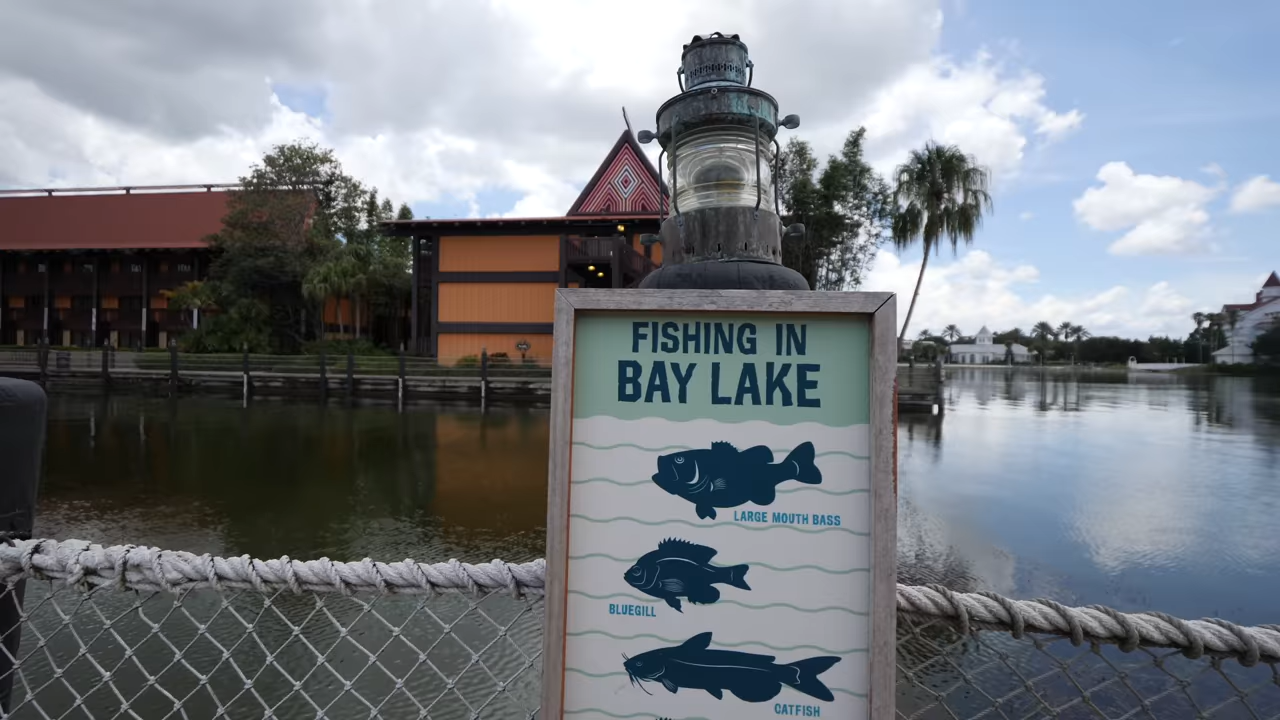 FISHING IN
BAY LAKE
LARGE MOUTH BASS
BLUEGILL
CATFISH